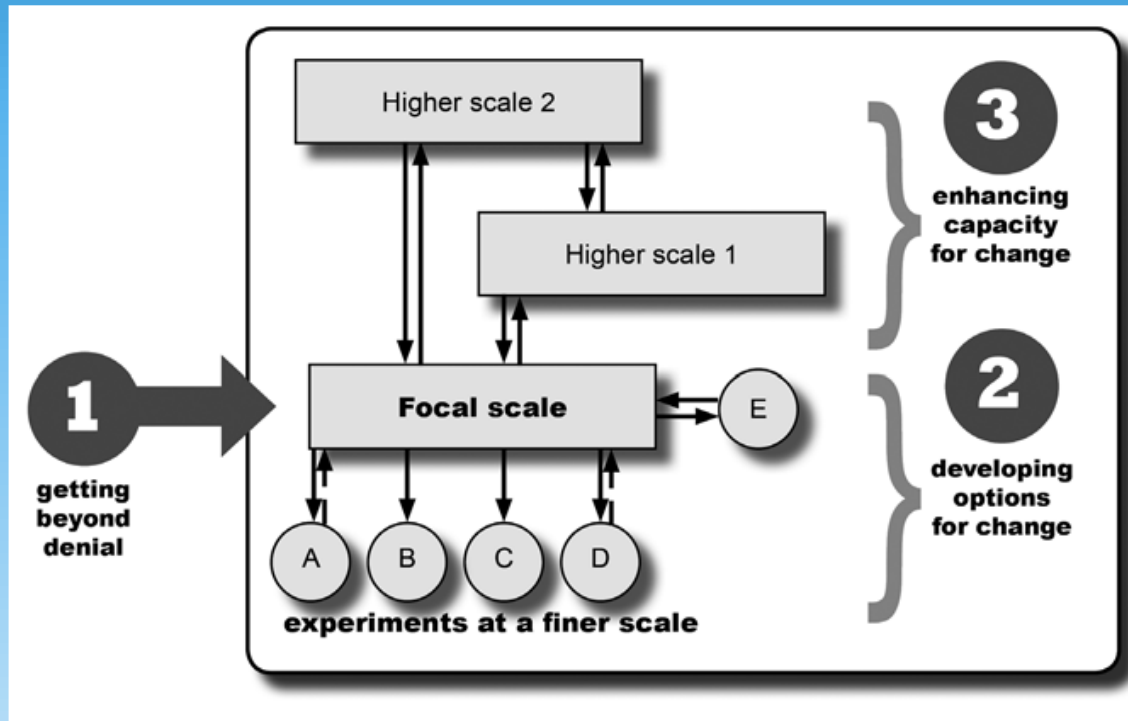 Higher scale 2
3
enhancing
capacity
for change
Higher scale 1
1
getting
beyond
denial
Focal scale
E
2
developing
options
for change
A
B
C
D
experiments at a finer scale